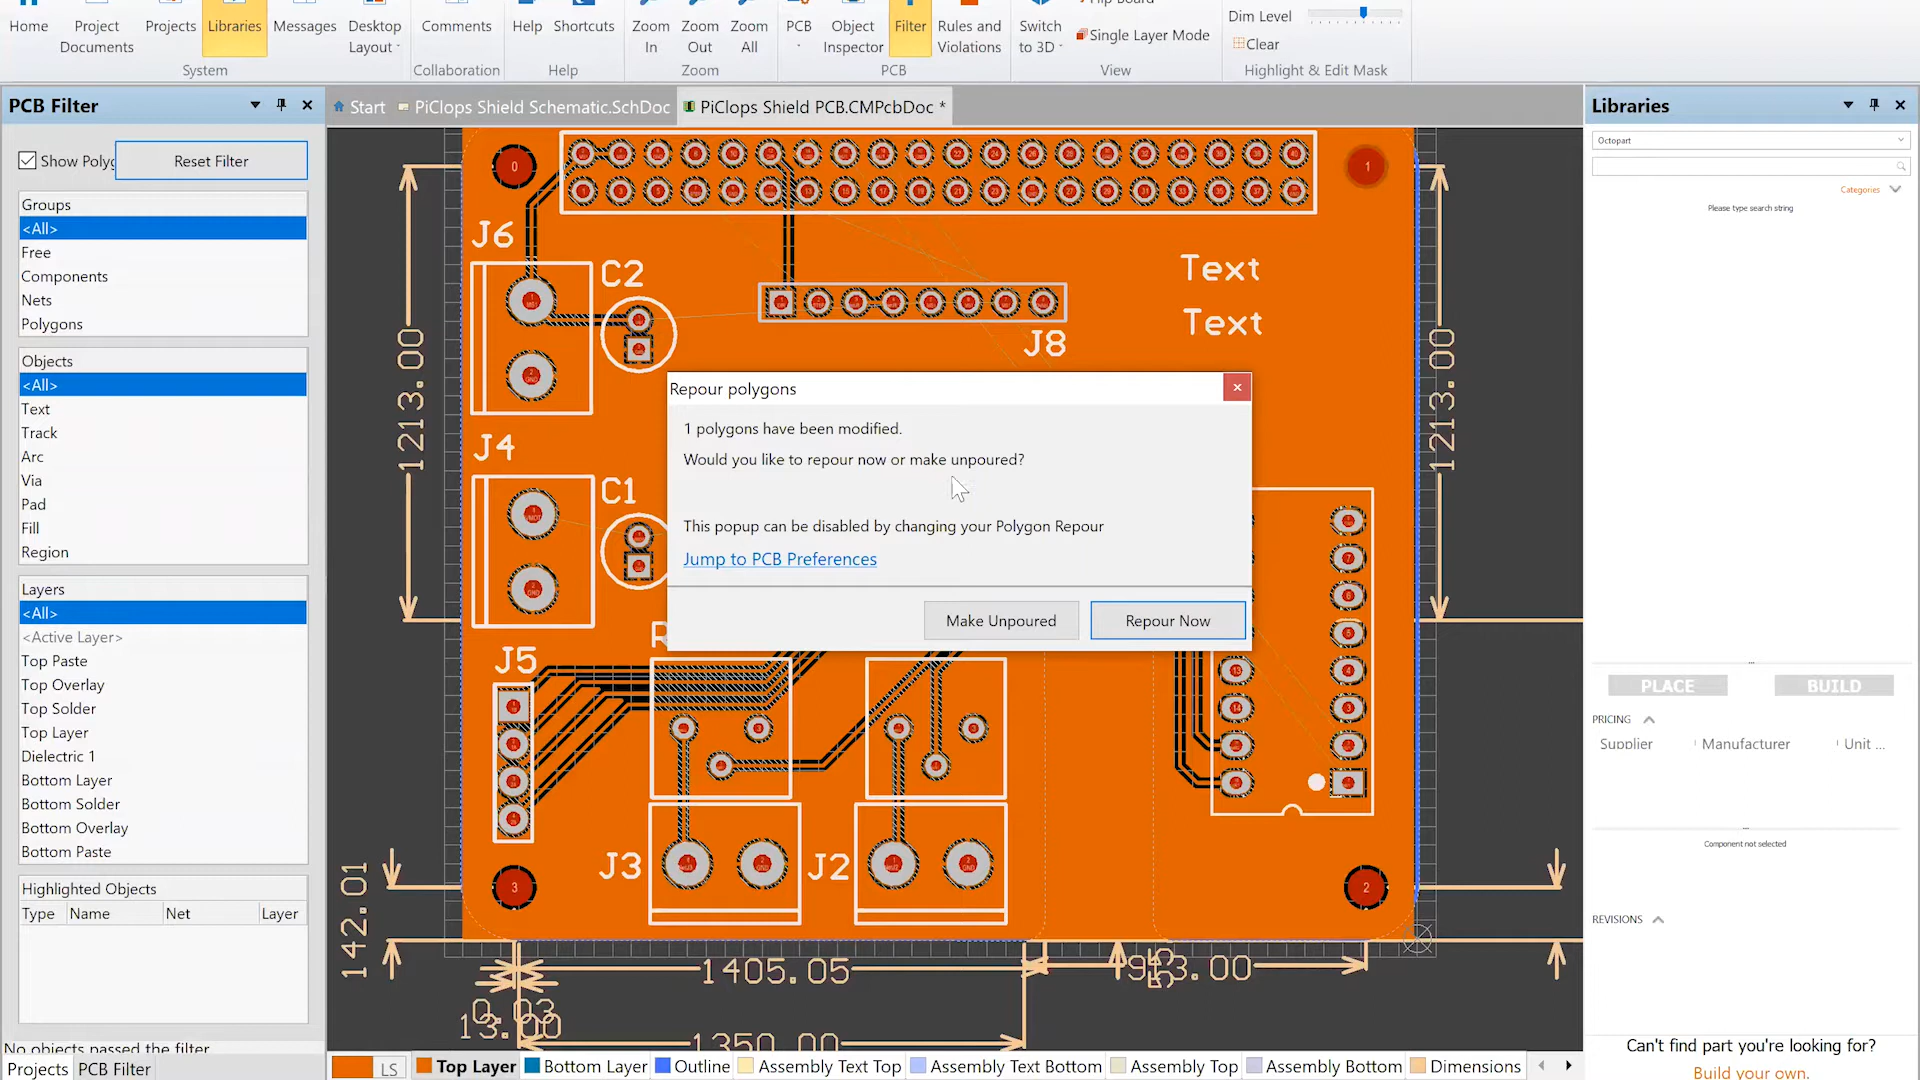 Home
Project
Documents
Projects
Libraries
Messages
Desktop
Layout
System
Comments
Collaboration
Help
Shortcuts
Help
Zoom
In
Zoom
Out
Zoom
All
Zoom
PCB
Object
Inspector
Filter
Rules and
Violations
PCB
Switch
to 3D
Flip Board
Single Layer Mode
View
Dim Level
Clear
Highlight & Edit Mask
PCB Filter
Start
PiClops Shield Schematic.SchDoc
PiClops Shield PCB.CMPcbDoc *
Libraries
Show Polyg
Reset Filter
Groups
<All>
Free
Components
Nets
Polygons
Objects
<All>
Text
Track
Arc
Via
Pad
Fill
Region
Layers
<All>
<Active Layer>
Top Paste
Top Overlay
Top Solder
Top Layer
Dielectric 1
Bottom Layer
Bottom Solder
Bottom Overlay
Bottom Paste
Highlighted Objects
Type Name Net Layer
No objects passed the filter
Projects
PCB Filter
0
1
J6
C2
Text
Text
J8
1213.00
1213.00
J4
C1
J5
R
J3
J2
3
2
142.01
1405.05
953.00
0.03
13.00
1350.00
Repour polygons
1 polygons have been modified.
Would you like to repour now or make unpoured?
This popup can be disabled by changing your Polygon Repour
Jump to PCB Preferences
Make Unpoured
Repour Now
LS
Top Layer
Bottom Layer
Outline
Assembly Text Top
Assembly Text Bottom
Assembly Top
Assembly Bottom
Dimensions
Octopart
Categories
Please type search string
PLACE
BUILD
PRICING
Supplier
Manufacturer
Unit ...
Component not selected
REVISIONS
Can't find part you're looking for?
Build your own.